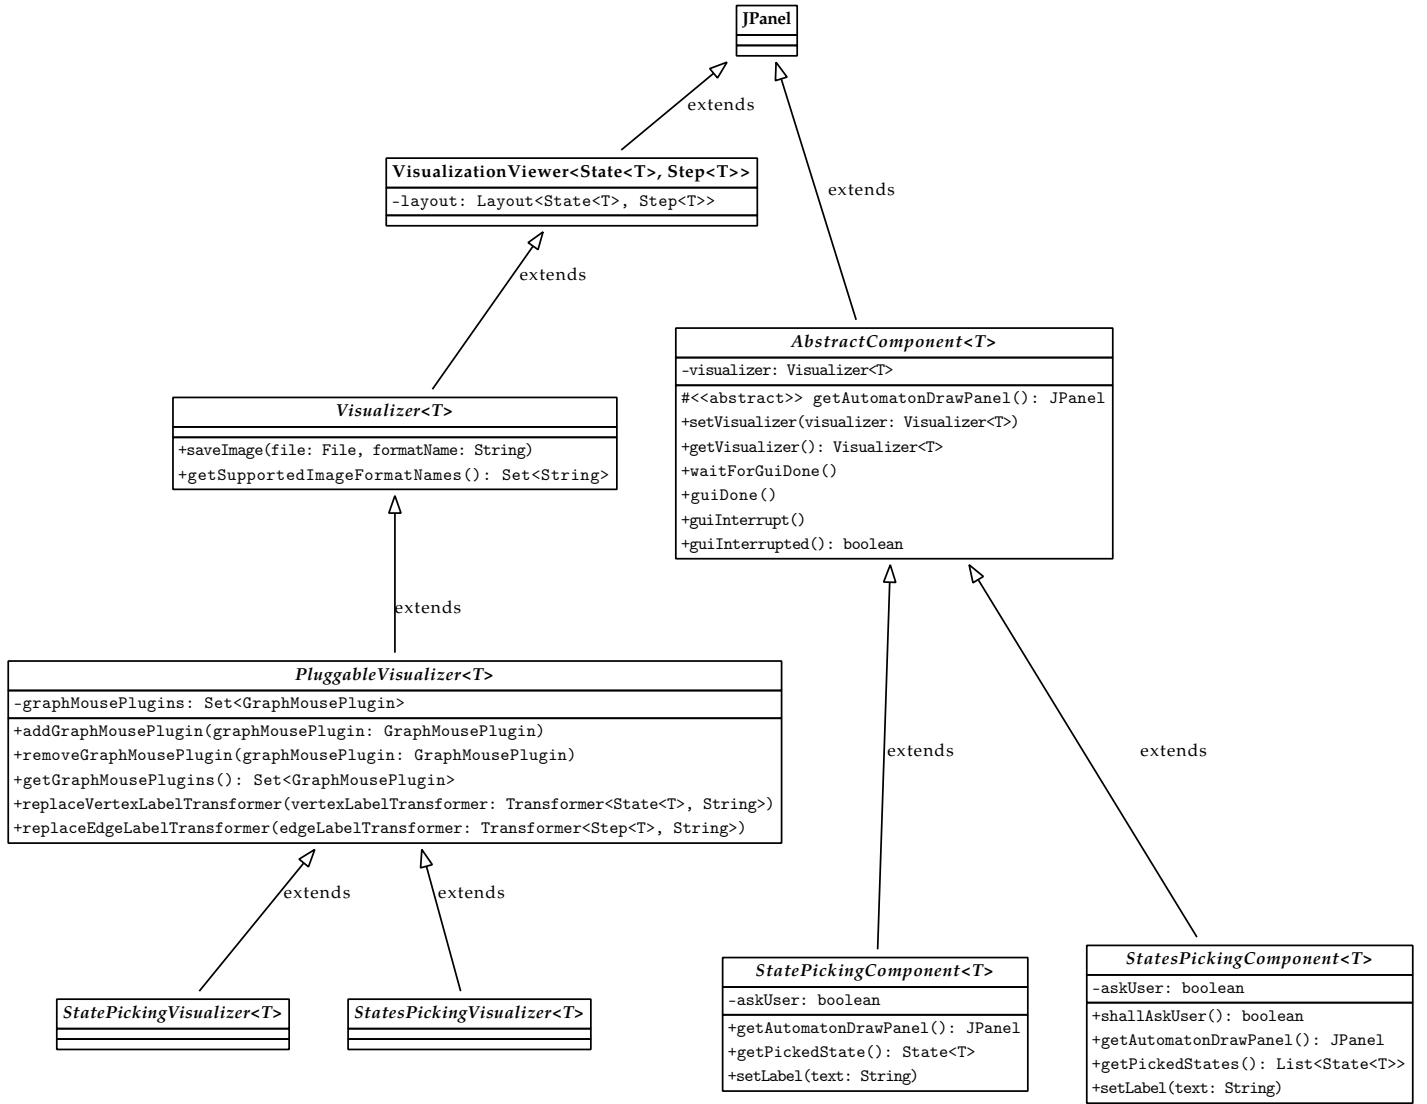 JPanel
extends
VisualizationViewer<State<T>, Step<T>>
-layout: Layout<State<T>, Step<T>>
extends
extends
Visualizer<T>
+saveImage(file: File, formatName: String)
+getSupportedImageFormatNames(): Set<String>
AbstractComponent<T>
-visualizer: Visualizer<T>
#<<abstract>> getAutomatonDrawPanel(): JPanel
+setVisualizer(visualizer: Visualizer<T>)
+getVisualizer(): Visualizer<T>
+waitForGuiDone()
+guiDone()
+guiInterrupt()
+guiInterrupted(): boolean
extends
PluggableVisualizer<T>
-graphMousePlugins: Set<GraphMousePlugin>
+addGraphMousePlugin(graphMousePlugin: GraphMousePlugin)
+removeGraphMousePlugin(graphMousePlugin: GraphMousePlugin)
+getGraphMousePlugins(): Set<GraphMousePlugin>
+replaceVertexLabelTransformer(vertexLabelTransformer: Transformer<State<T>, String>)
+replaceEdgeLabelTransformer(edgeLabelTransformer: Transformer<Step<T>, String>)
extends
extends
extends
extends
StatePickingVisualizer<T>
StatesPickingVisualizer<T>
StatePickingComponent<T>
-askUser: boolean
+getAutomatonDrawPanel(): JPanel
+getPickedState(): State<T>
+setLabel(text: String)
StatesPickingComponent<T>
-askUser: boolean
+shallAskUser(): boolean
+getAutomatonDrawPanel(): JPanel
+getPickedStates(): List<State<T>>
+setLabel(text: String)